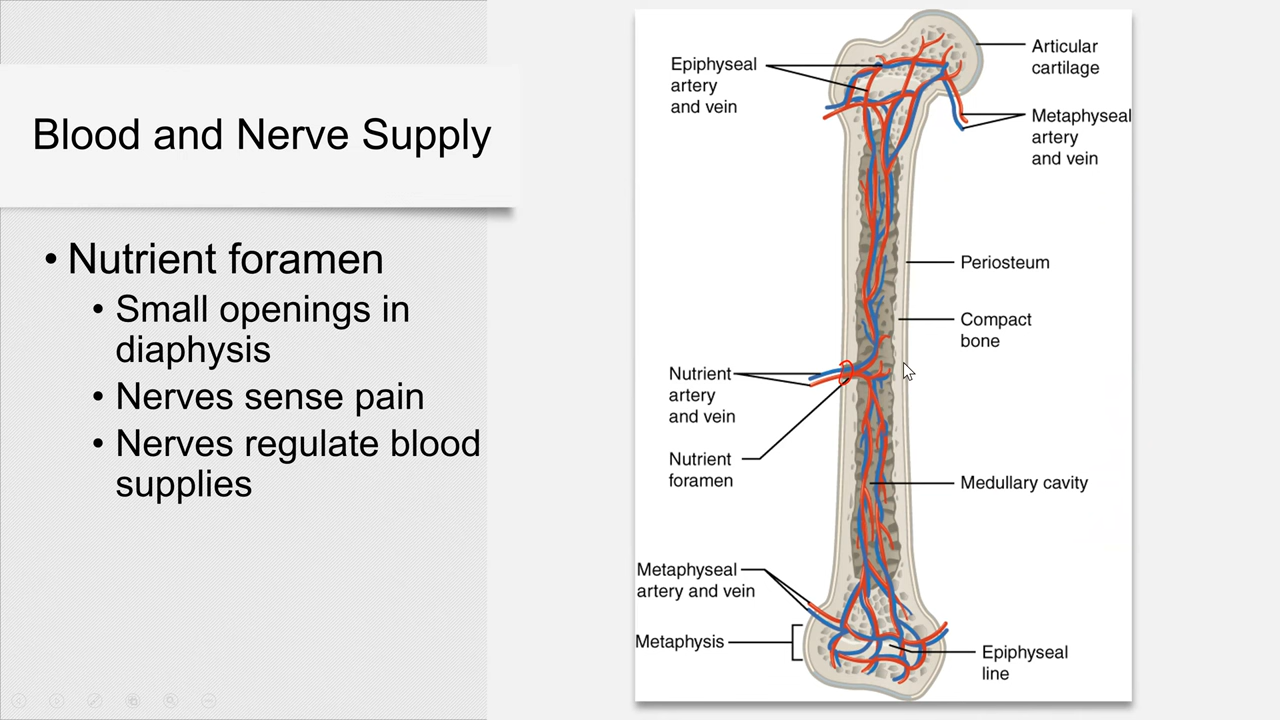 Blood and Nerve Supply
• Nutrient foramen
• Small openings in
diaphysis
• Nerves sense pain
• Nerves regulate blood
supplies
Epiphyseal
artery
and vein
Articular
cartilage
Metaphyseal
artery
and vein
Periosteum
Compact
bone
Nutrient
artery
and vein
Nutrient
foramen
Medullary cavity
Metaphyseal
artery and vein
Metaphysis
Epiphyseal
line